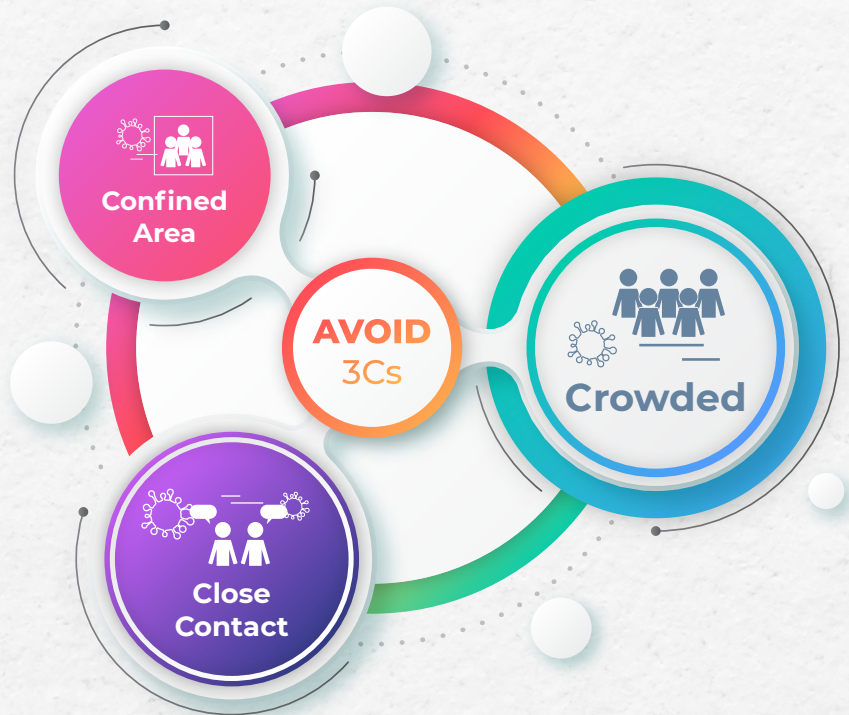 Confined
Area
AVOID
3Cs
Crowded
Close
Contact